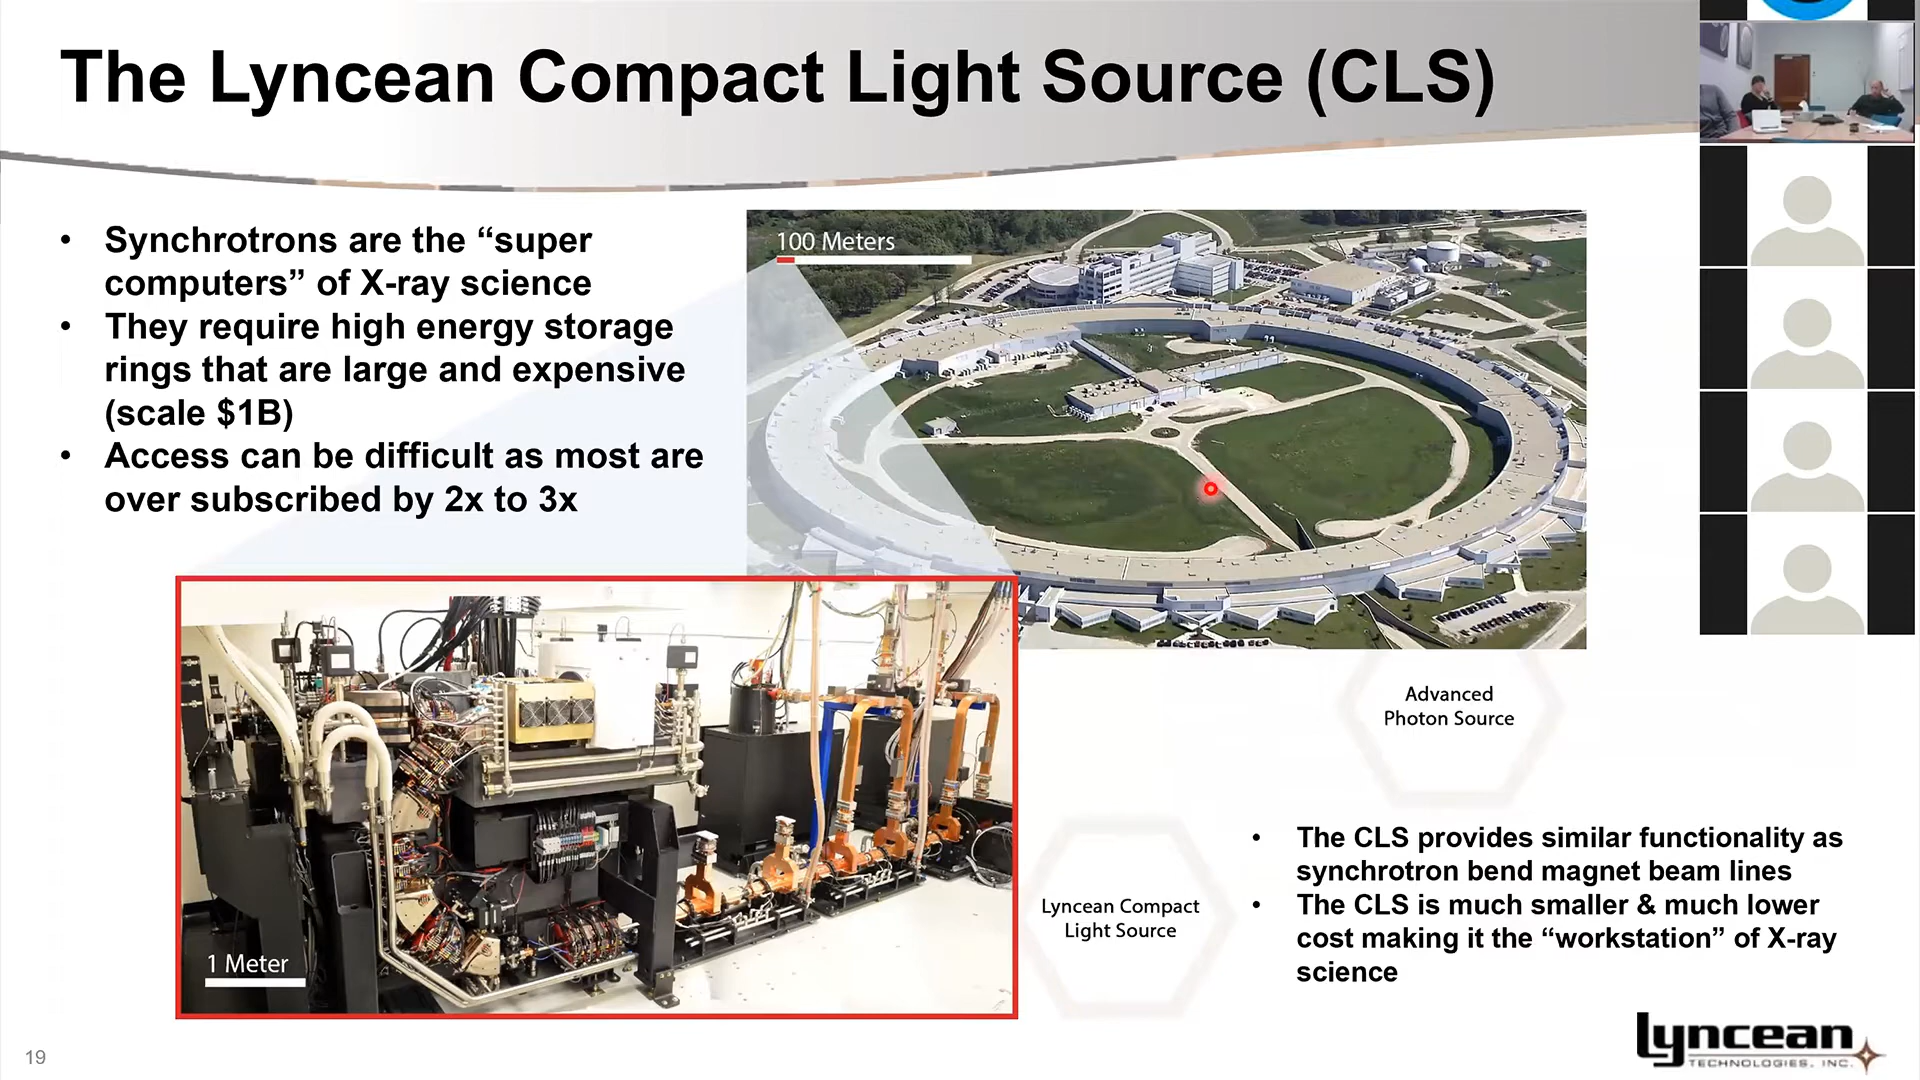 The Lyncean Compact Light Source (CLS)
• Synchrotrons are the “super
computers” of X-ray science
• They require high energy storage
rings that are large and expensive
(scale $1B)
• Access can be difficult as most are
over subscribed by 2x to 3x
100 Meters
1 Meter
Advanced
Photon Source
Lyncean Compact
Light Source
• The CLS provides similar functionality as
synchrotron bend magnet beam lines
• The CLS is much smaller & much lower
cost making it the “workstation” of X-ray
science
19
lyncean
TECHNOLOGIES, INC.